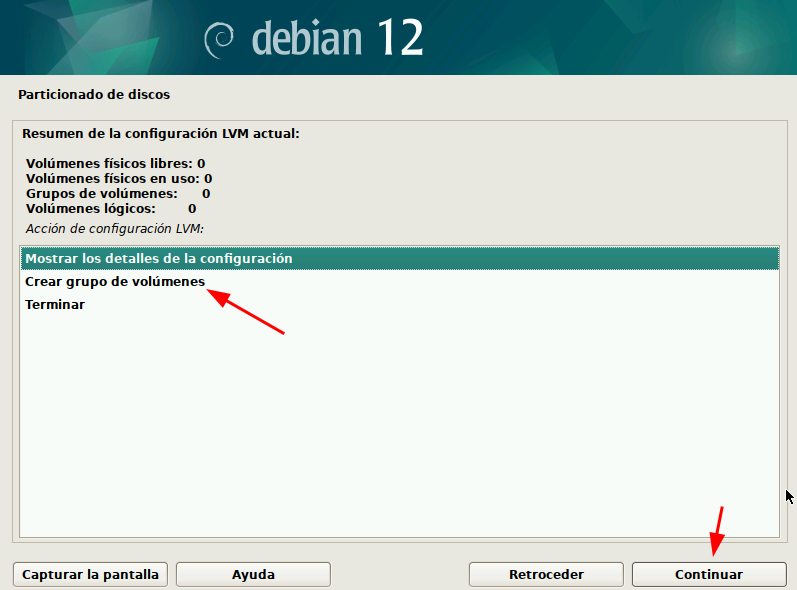 debian 12
Particionado de discos
Resumen de la configuración LVM actual:
Volúmenes físicos libres: 0
Volúmenes físicos en uso: 0
Grupos de volúmenes: 0
Volúmenes lógicos: 0
Acción de configuración LVM:
Mostrar los detalles de la configuración
Crear grupo de volúmenes
Terminar
Capturar la pantalla
Ayuda
Retroceder
Continuar